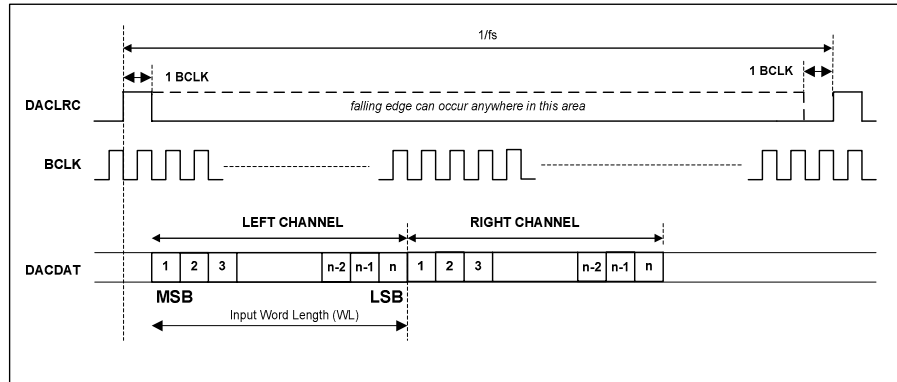 1/fs
1 BCLK
1 BCLK
DACLRC
falling edge can occur anywhere in this area
BCLK
LEFT CHANNEL
RIGHT CHANNEL
DACDAT
1 2 3 n-2 n-1 n 1 2 3 n-2 n-1 n
MSB
LSB
Input Word Length (WL)